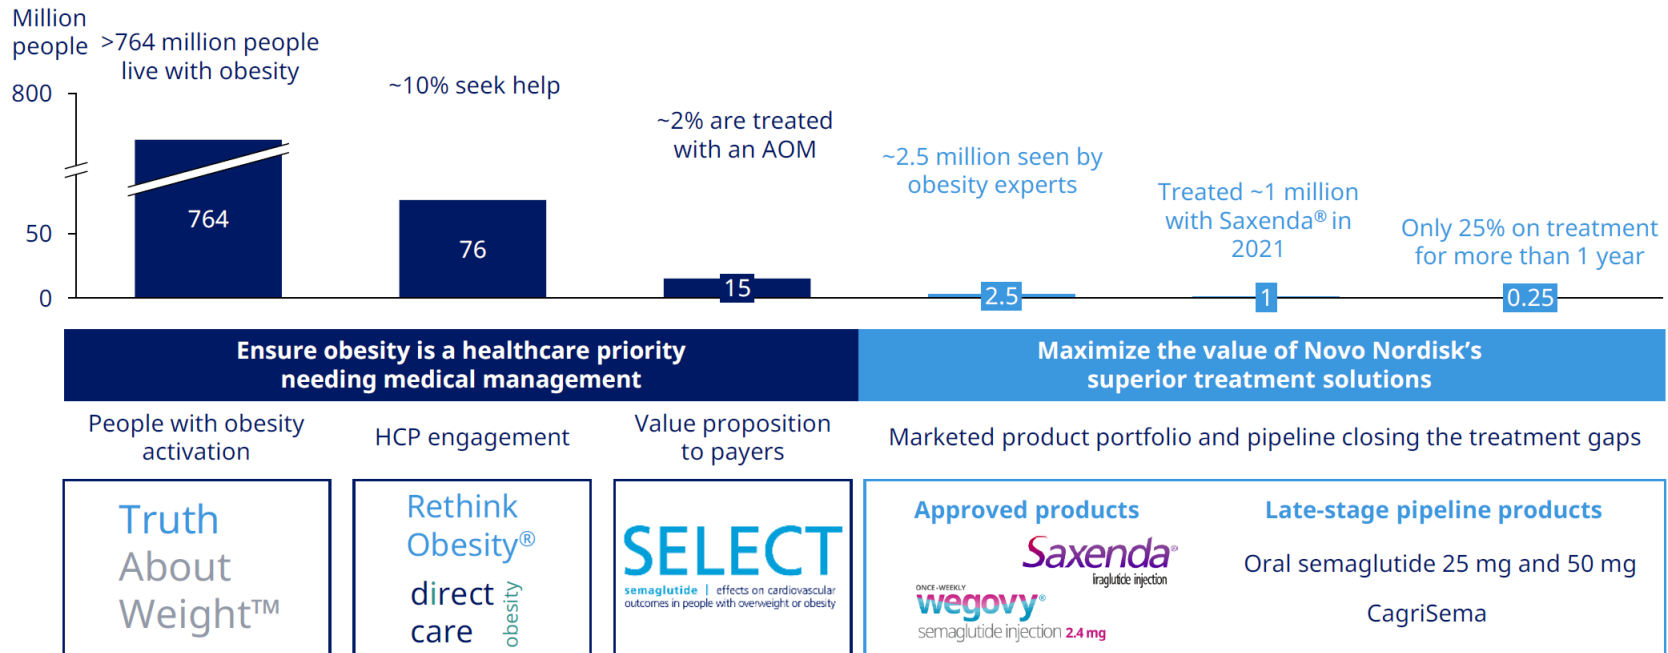 Million
people
>764 million people
live with obesity
~10% seek help
~2% are treated
with an AOM
~2.5 million seen by
obesity experts
Treated ~1 million
with Saxenda® in
2021
Only 25% on treatment
for more than 1 year
800
50
0
764
76
15
2.5
1
0.25
Ensure obesity is a healthcare priority
needing medical management
Maximize the value of Novo Nordisk’s
superior treatment solutions
People with obesity
activation
HCP engagement
Value proposition
to payers
Marketed product portfolio and pipeline closing the treatment gaps
Truth
About
Weight™
Rethink
Obesity®
direct
care
obesity
SELECT
semaglutide | effects on cardiovascular
outcomes in people with overweight or obesity
Approved products
Saxenda®
liraglutide injection
ONCE-WEEKLY
wegovy®
semaglutide injection 2.4 mg
Late-stage pipeline products
Oral semaglutide 25 mg and 50 mg
CagriSema